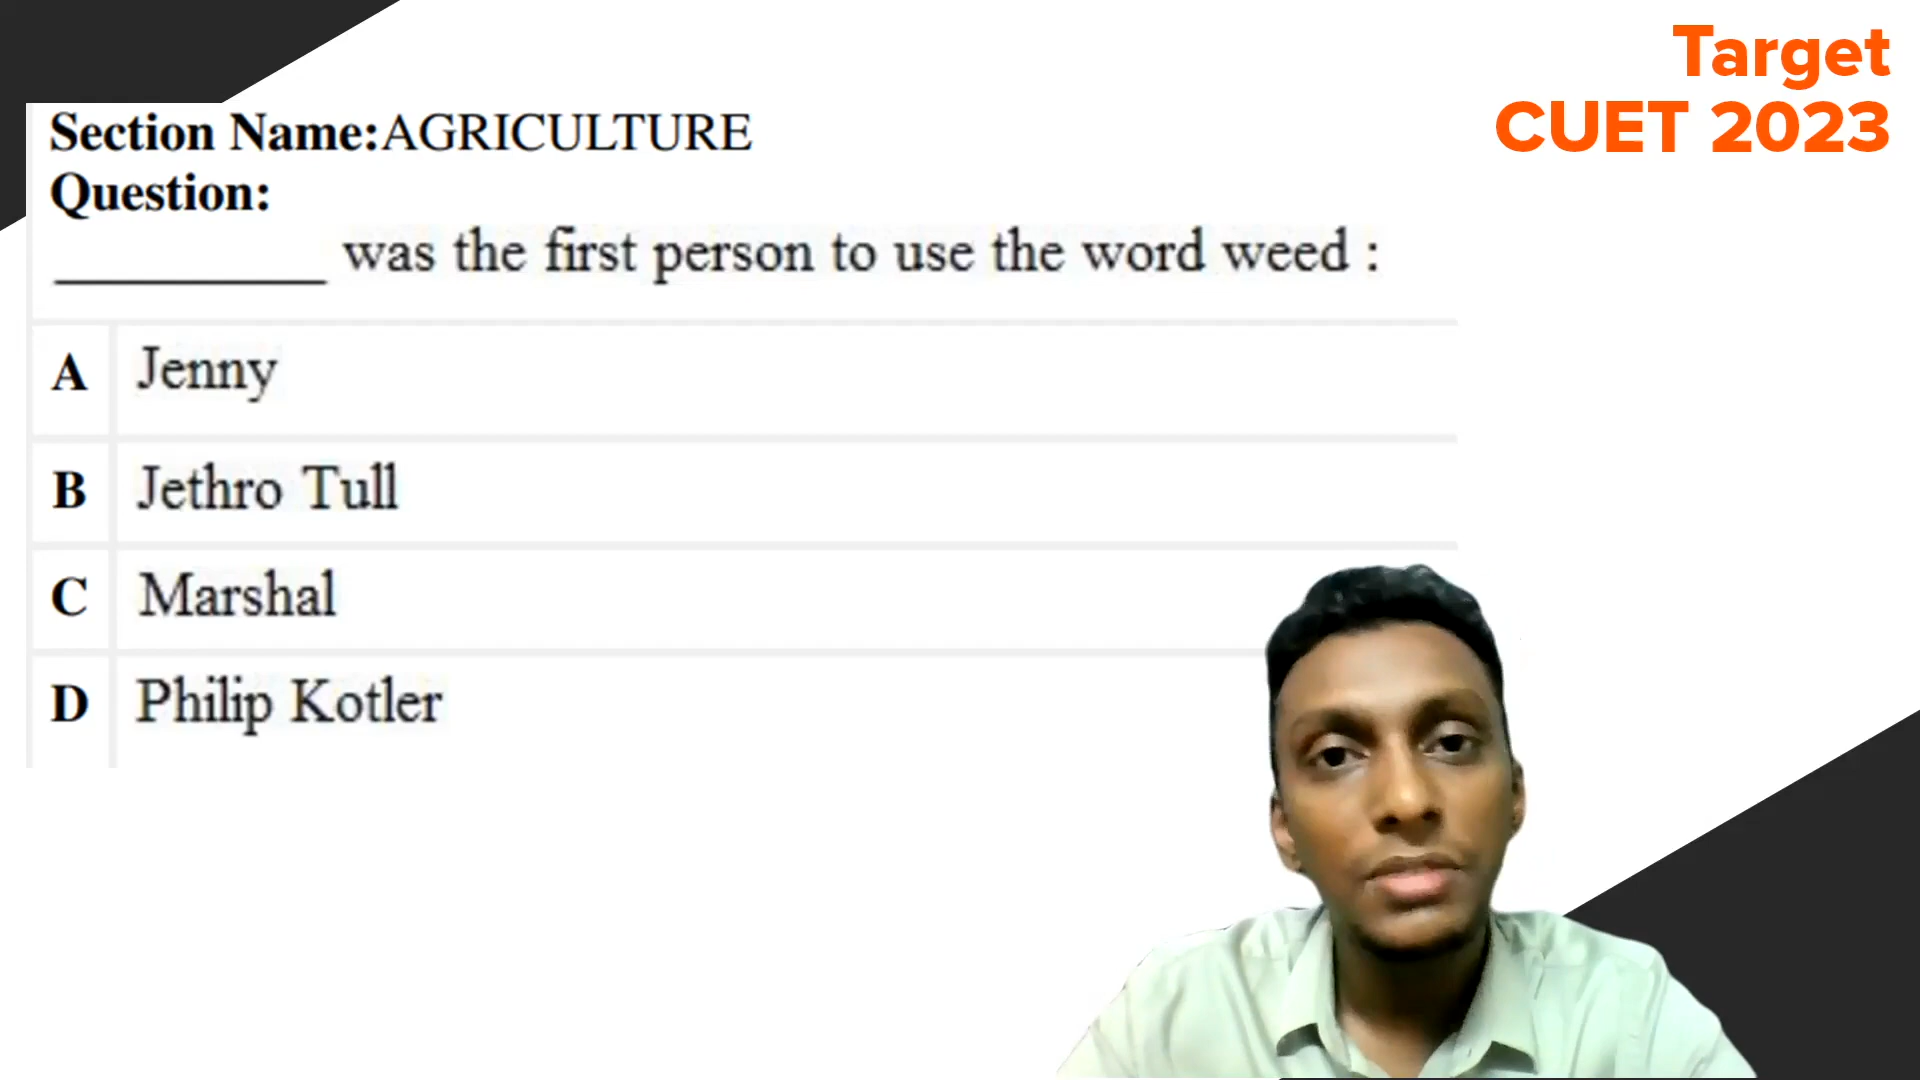 Target
CUET 2023
Section Name:AGRICULTURE
Question:
__________ was the first person to use the word weed :
A Jenny
B Jethro Tull
C Marshal
D Philip Kotler